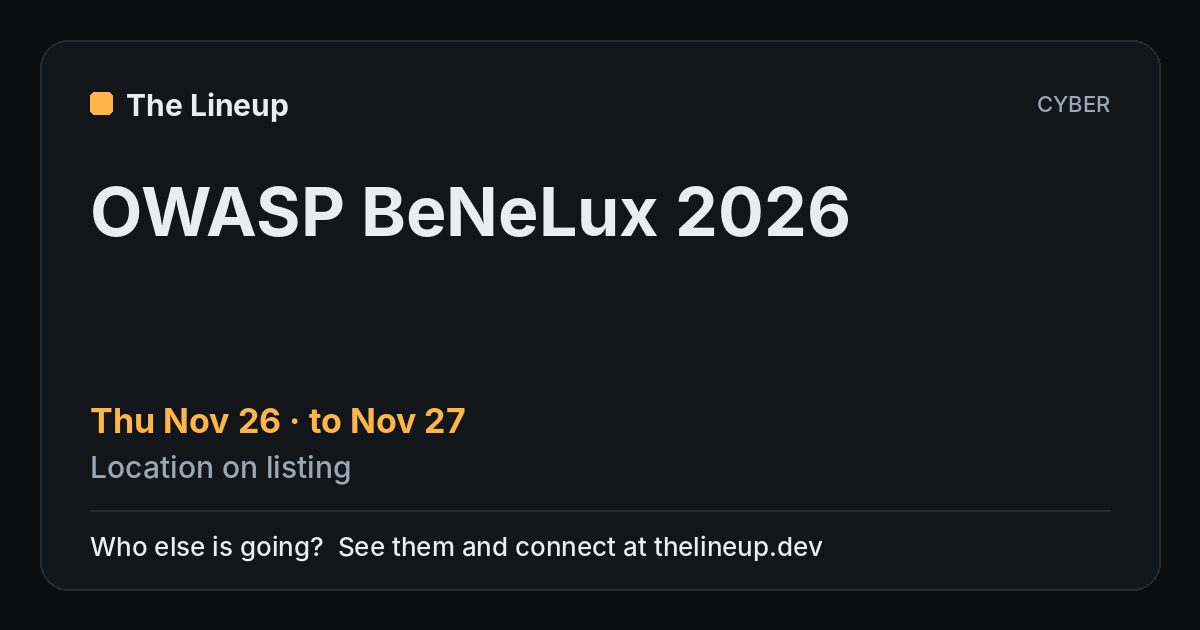 The Lineup
CYBER
OWASP BeNeLux 2026
Thu Nov 26 · to Nov 27
Location on listing
Who else is going?  See them and connect at thelineup.dev